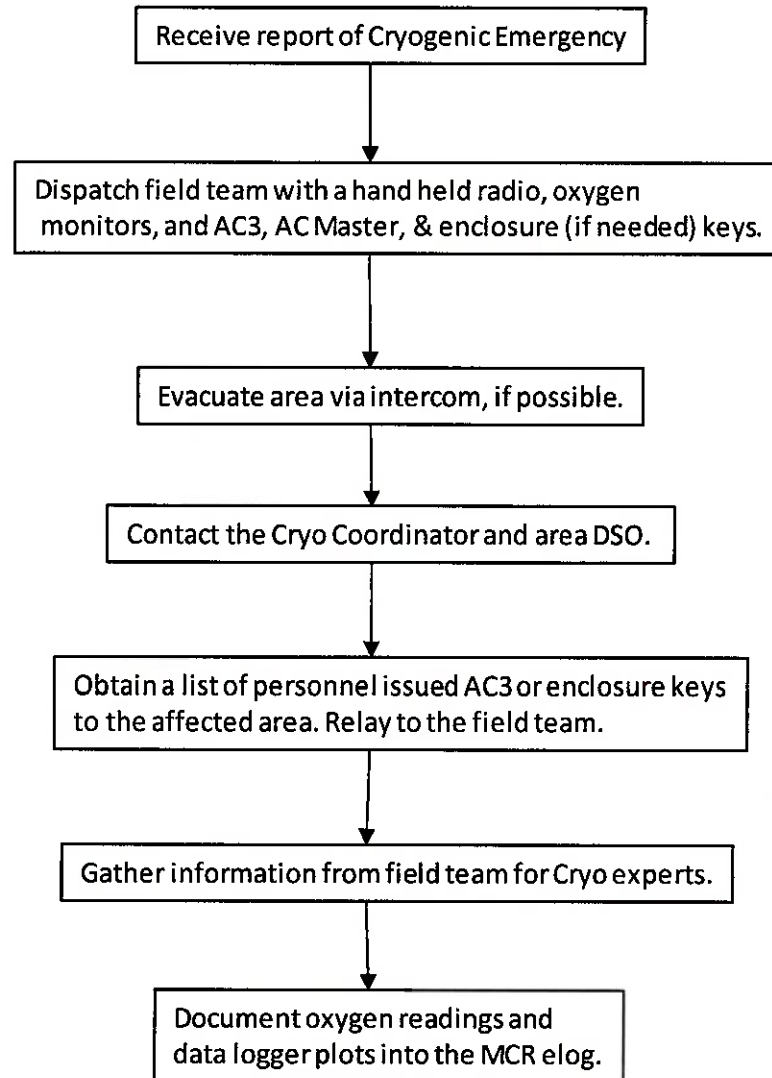 Receive report of Cryogenic Emergency
Dispatch field team with a hand held radio, oxygen
monitors, and AC3, AC Master, & enclosure (if needed) keys.
Evacuate area via intercom, if possible.
Contact the Cryo Coordinator and area DSO.
Obtain a list of personnel issued AC3 or enclosure keys
to the affected area. Relay to the field team.
Gather information from field team for Cryo experts.
Document oxygen readings and
data logger plots into the MCR elog.